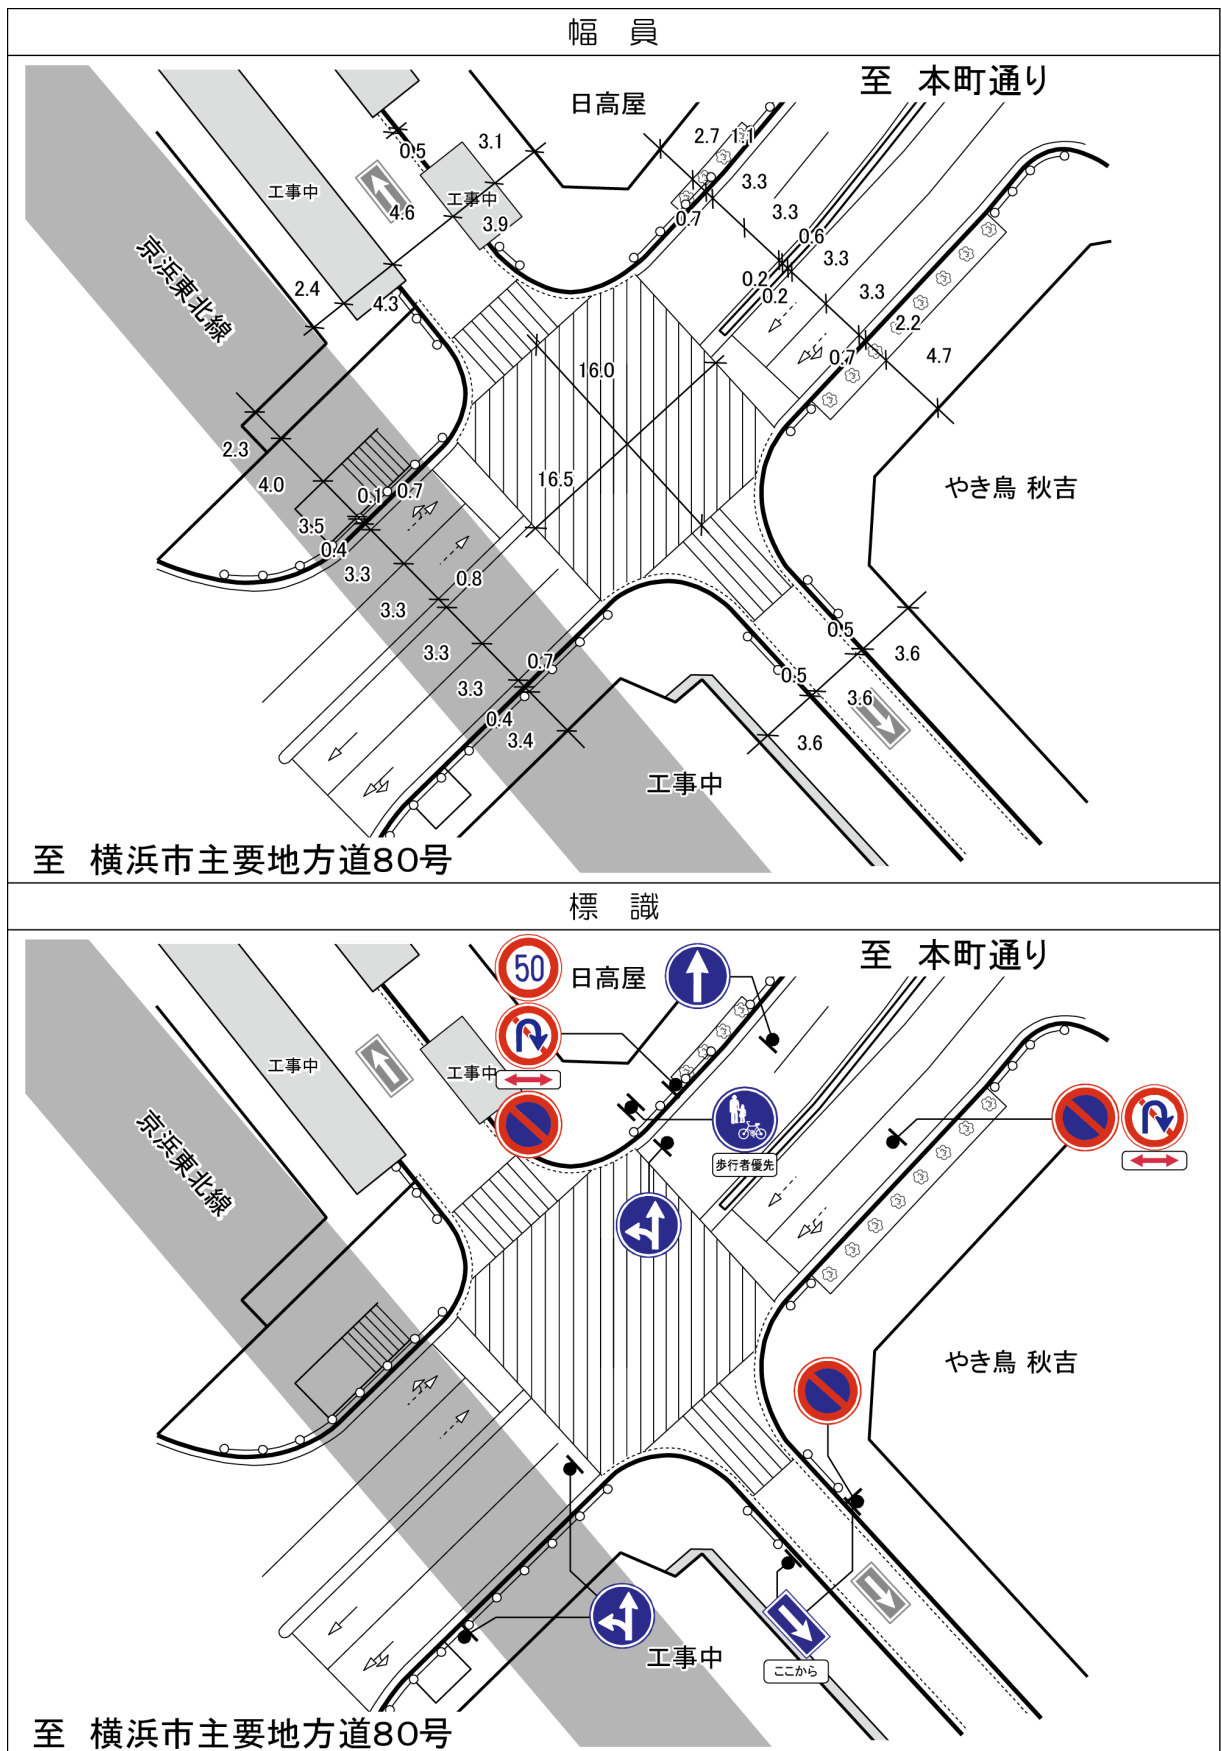 幅 員
至 本町通り
日高屋
2.7
1.1
3.1
0.5
3.3
工事中
工事中
4.6
3.9
3.3
0.7
0.6
3.3
京浜東北線
0.2
0.2
2.4
4.3
3.3
2.2
0.7
4.7
16.0
2.3
4.0
16.5
やき鳥 秋吉
0.1
0.7
3.5
0.4
3.3
0.8
3.3
0.5
3.3
0.7
3.6
0.5
3.3
3.6
0.4
3.4
3.6
工事中
至 横浜市主要地方道80号
標 識
至 本町通り
50
日高屋
工事中
工事中
京浜東北線
歩行者優先
やき鳥 秋吉
工事中
ここから
至 横浜市主要地方道80号